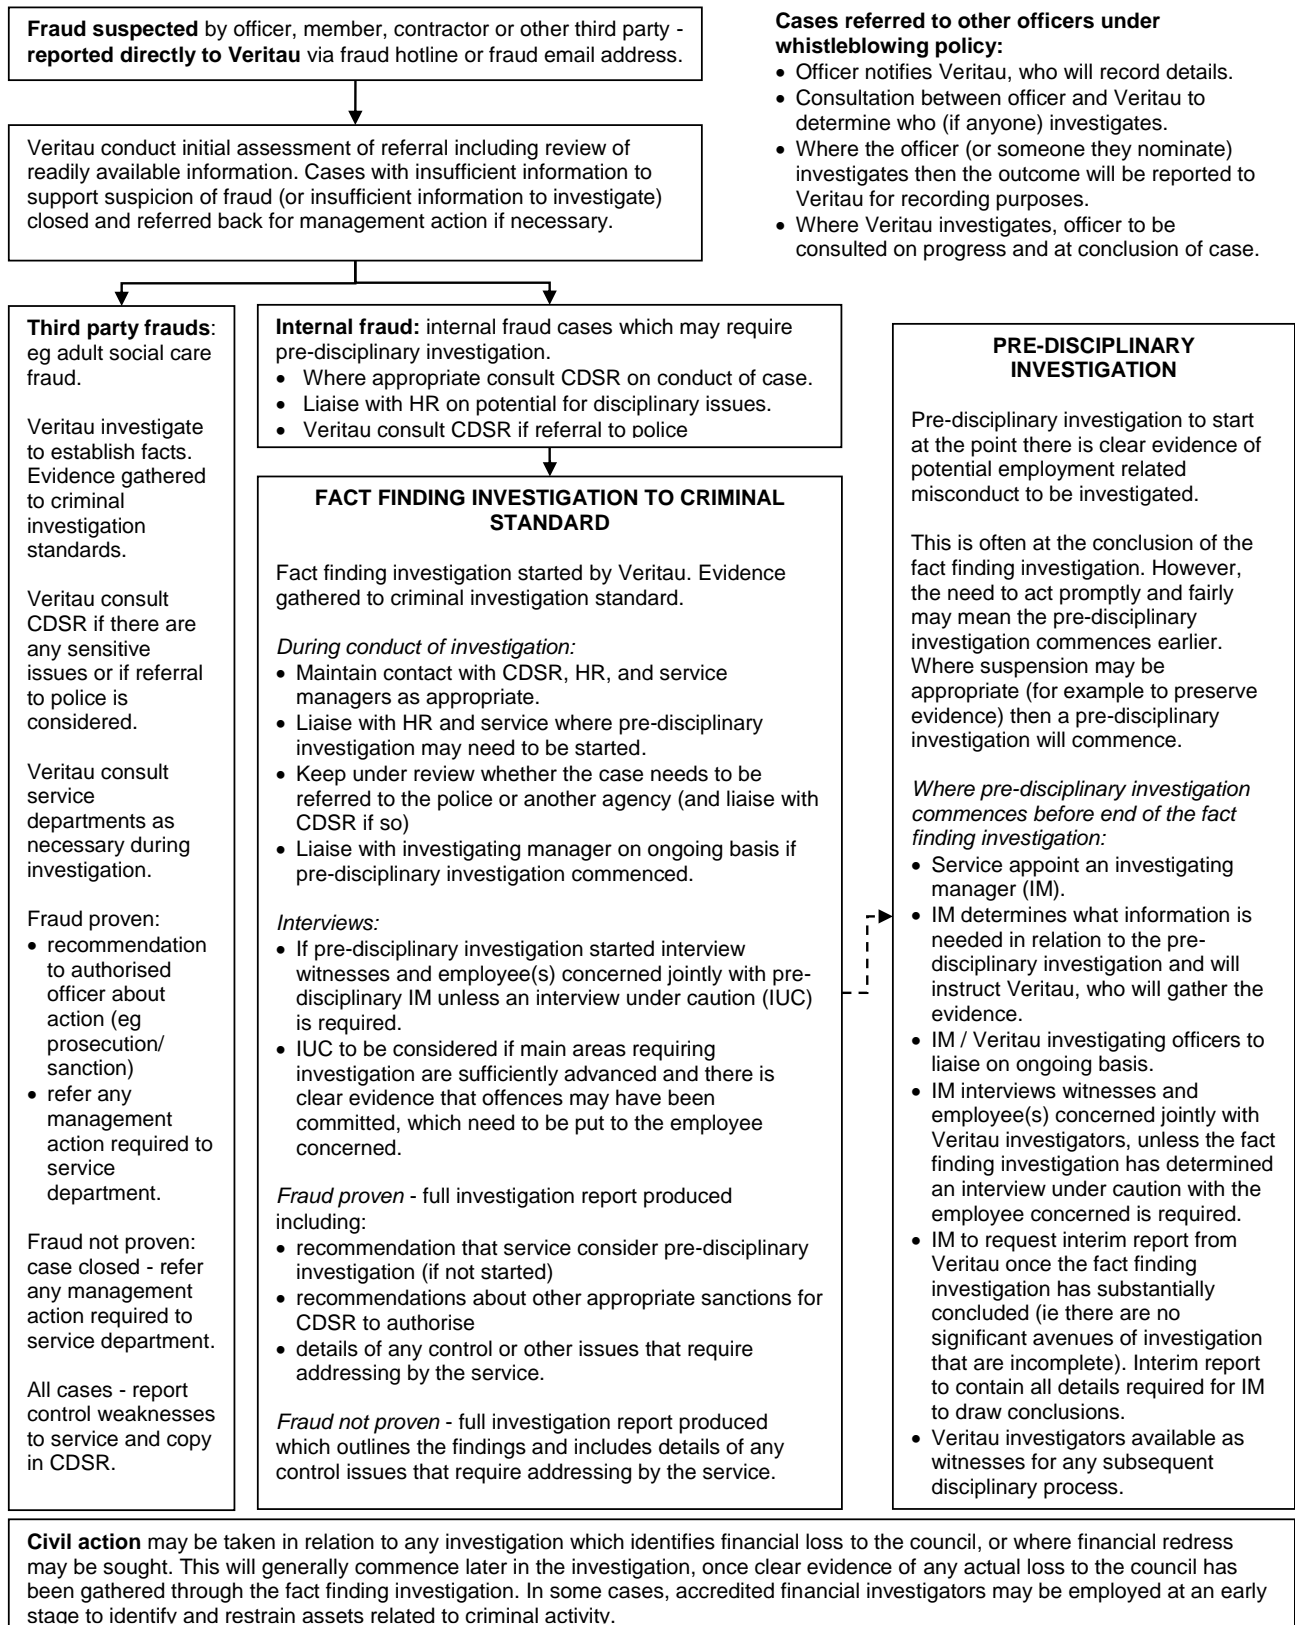 Fraud suspected by officer, member, contractor or other third party -
reported directly to Veritau via fraud hotline or fraud email address.
Cases referred to other officers under
whistleblowing policy:
• Officer notifies Veritau, who will record details.
• Consultation between officer and Veritau to
determine who (if anyone) investigates.
• Where the officer (or someone they nominate)
investigates then the outcome will be reported to
Veritau for recording purposes.
• Where Veritau investigates, officer to be
consulted on progress and at conclusion of case.
Veritau conduct initial assessment of referral including review of
readily available information. Cases with insufficient information to
support suspicion of fraud (or insufficient information to investigate)
closed and referred back for management action if necessary.
Third party frauds:
eg adult social care
fraud.
Veritau investigate
to establish facts.
Evidence gathered
to criminal
investigation
standards.
Veritau consult
CDSR if there are
any sensitive
issues or if referral
to police is
considered.
Veritau consult
service
departments as
necessary during
investigation.
Fraud proven:
• recommendation
to authorised
officer about
action (eg
prosecution/
sanction)
• refer any
management
action required to
service
department.
Fraud not proven:
case closed - refer
any management
action required to
service department.
All cases - report
control weaknesses
to service and copy
in CDSR.
Internal fraud: internal fraud cases which may require
pre-disciplinary investigation.
• Where appropriate consult CDSR on conduct of case.
• Liaise with HR on potential for disciplinary issues.
• Veritau consult CDSR if referral to police
FACT FINDING INVESTIGATION TO CRIMINAL
STANDARD
Fact finding investigation started by Veritau. Evidence
gathered to criminal investigation standard.
During conduct of investigation:
• Maintain contact with CDSR, HR, and service
managers as appropriate.
• Liaise with HR and service where pre-disciplinary
investigation may need to be started.
• Keep under review whether the case needs to be
referred to the police or another agency (and liaise with
CDSR if so)
• Liaise with investigating manager on ongoing basis if
pre-disciplinary investigation commenced.
Interviews:
• If pre-disciplinary investigation started interview
witnesses and employee(s) concerned jointly with pre-
disciplinary IM unless an interview under caution (IUC)
is required.
• IUC to be considered if main areas requiring
investigation are sufficiently advanced and there is
clear evidence that offences may have been
committed, which need to be put to the employee
concerned.
Fraud proven - full investigation report produced
including:
• recommendation that service consider pre-disciplinary
investigation (if not started)
• recommendations about other appropriate sanctions for
CDSR to authorise
• details of any control or other issues that require
addressing by the service.
Fraud not proven - full investigation report produced
which outlines the findings and includes details of any
control issues that require addressing by the service.
PRE-DISCIPLINARY
INVESTIGATION
Pre-disciplinary investigation to start
at the point there is clear evidence of
potential employment related
misconduct to be investigated.
This is often at the conclusion of the
fact finding investigation. However,
the need to act promptly and fairly
may mean the pre-disciplinary
investigation commences earlier.
Where suspension may be
appropriate (for example to preserve
evidence) then a pre-disciplinary
investigation will commence.
Where pre-disciplinary investigation
commences before end of the fact
finding investigation:
• Service appoint an investigating
manager (IM).
• IM determines what information is
needed in relation to the pre-
disciplinary investigation and will
instruct Veritau, who will gather the
evidence.
• IM / Veritau investigating officers to
liaise on ongoing basis.
• IM interviews witnesses and
employee(s) concerned jointly with
Veritau investigators, unless the fact
finding investigation has determined
an interview under caution with the
employee concerned is required.
• IM to request interim report from
Veritau once the fact finding
investigation has substantially
concluded (ie there are no
significant avenues of investigation
that are incomplete). Interim report
to contain all details required for IM
to draw conclusions.
• Veritau investigators available as
witnesses for any subsequent
disciplinary process.
Civil action may be taken in relation to any investigation which identifies financial loss to the council, or where financial redress
may be sought. This will generally commence later in the investigation, once clear evidence of any actual loss to the council has
been gathered through the fact finding investigation. In some cases, accredited financial investigators may be employed at an early
stage to identify and restrain assets related to criminal activity.